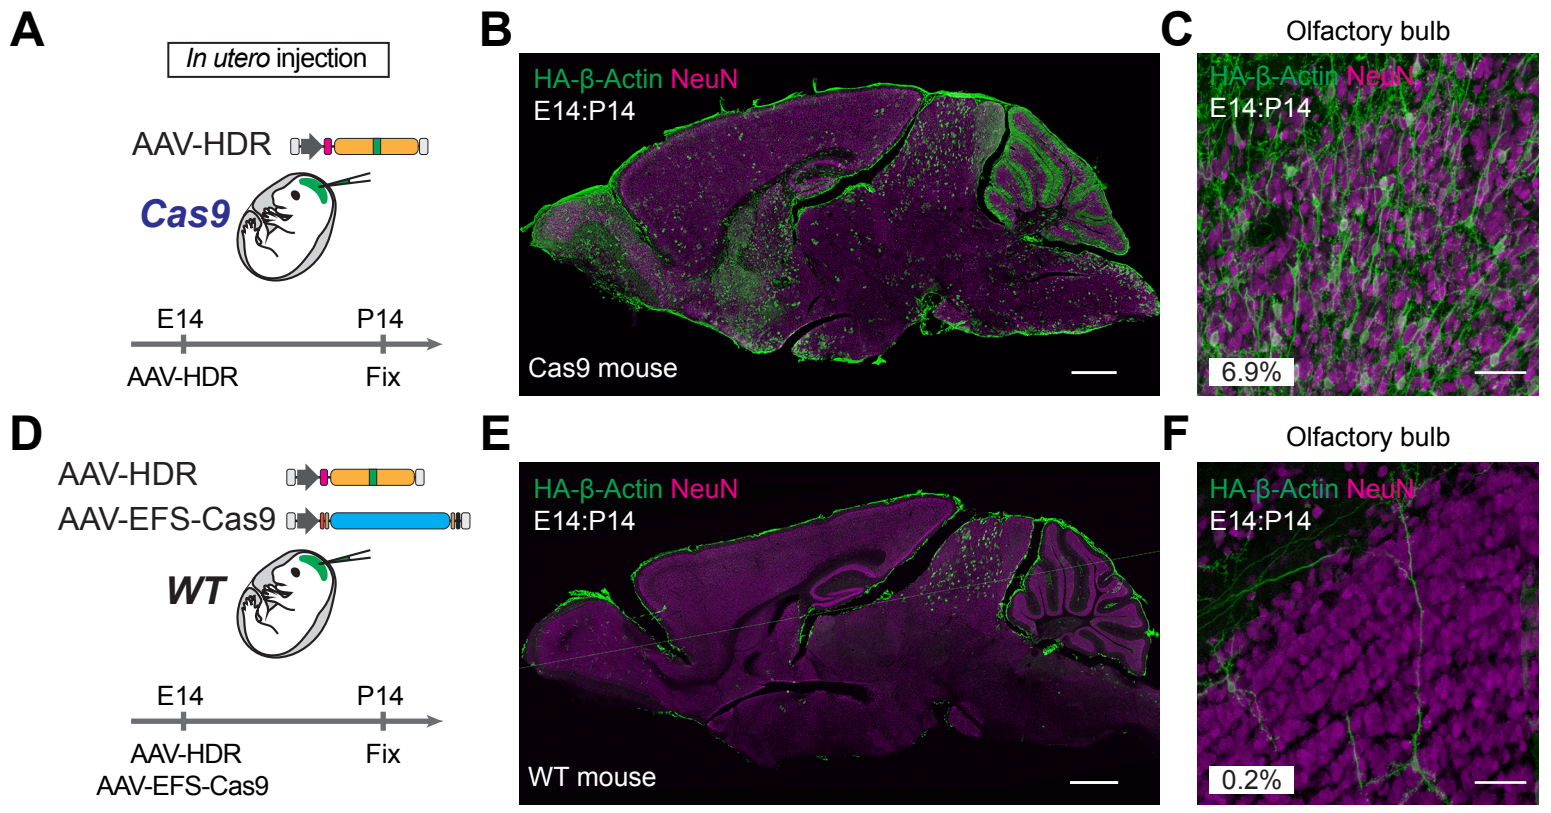 A
In utero injection
AAV-HDR
Cas9
E14
P14
AAV-HDR
Fix
B
HA-β-Actin NeuN
E14:P14
Cas9 mouse
C
Olfactory bulb
HA-β-Actin NeuN
E14:P14
6.9%
D
AAV-HDR
AAV-EFS-Cas9
WT
E14
P14
AAV-HDR
AAV-EFS-Cas9
Fix
E
HA-β-Actin NeuN
E14:P14
WT mouse
F
Olfactory bulb
HA-β-Actin NeuN
E14:P14
0.2%